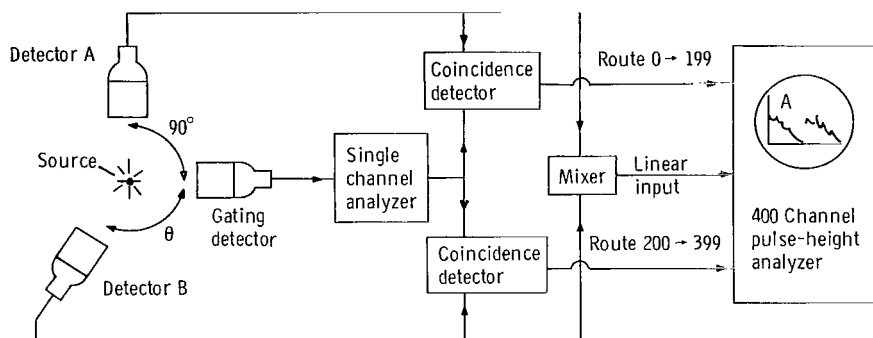 Detector A
90°
Source
θ
Detector B
Gating
detector
Single
channel
analyzer
Coincidence
detector
Coincidence
detector
Mixer
Route 0 → 199
Linear
input
Route 200 → 399
A
400 Channel
pulse-height
analyzer